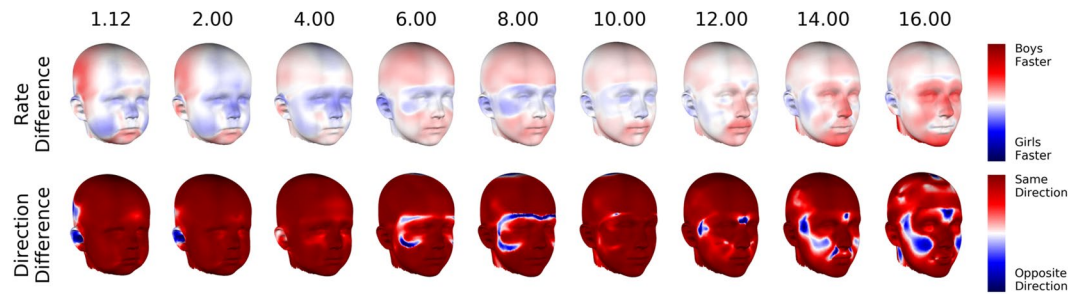 1.12 2.00 4.00 6.00 8.00 10.00 12.00 14.00 16.00
Rate
Difference
Boys
Faster
Girls
Faster
Direction
Difference
Same
Direction
Opposite
Direction